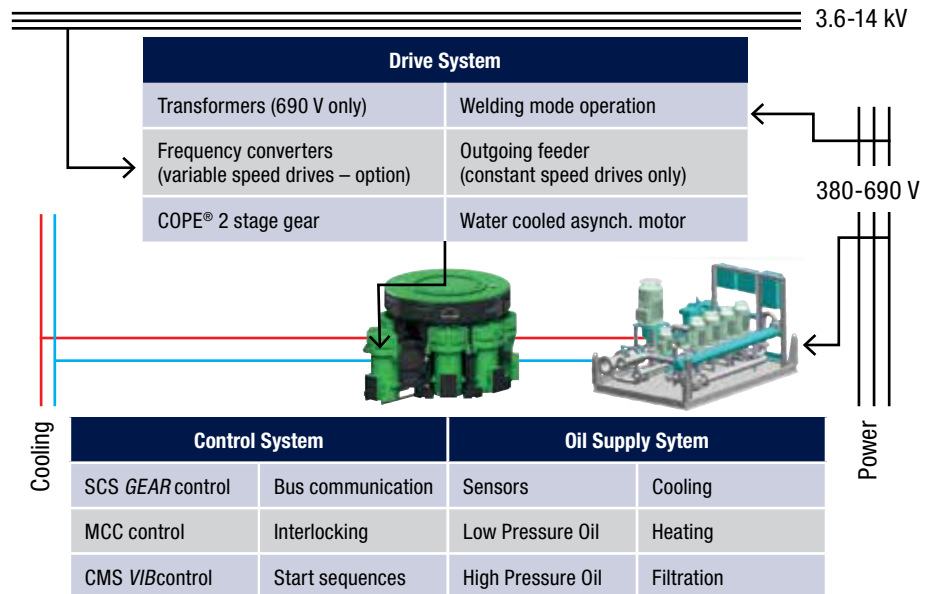 3.6-14 kV
Drive System
Transformers (690 V only)
Welding mode operation
Frequency converters
(variable speed drives – option)
Outgoing feeder
(constant speed drives only)
COPE® 2 stage gear
Water cooled asynch. motor
380-690 V
Cooling
Power
Control System
Oil Supply Sytem
SCS GEAR control
Bus communication
Sensors
Cooling
MCC control
Interlocking
Low Pressure Oil
Heating
CMS VIBcontrol
Start sequences
High Pressure Oil
Filtration